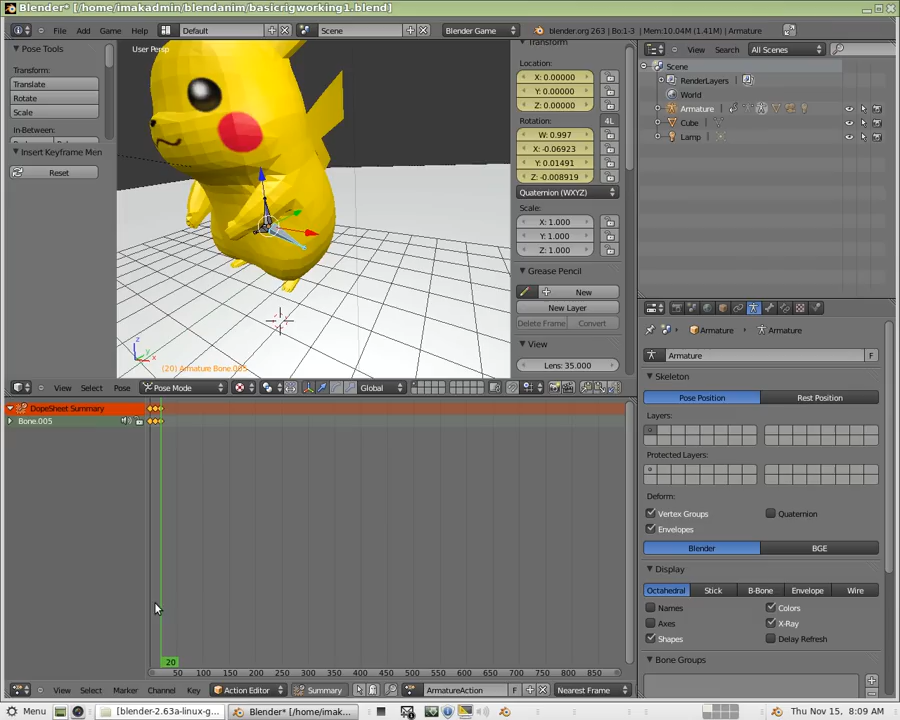 Blender* [/home/imakadmin/blendanim/basicrigworking1.blend]
File Add Game Help Default Scene Blender Game blender.org 263 | Bo:1-3 | Mem:10.04M (1.41M) | Armature
Pose Tools
Transform:
Translate
Rotate
Scale
In-Between:
Insert Keyframe Men
Reset
User Persp
(20) Armature Bone.005
Transform
Location:
X: 0.00000
Y: 0.00000
Z: 0.00000
Rotation: 4L
W: 0.997
X: -0.06923
Y: 0.01491
Z: -0.008919
Quaternion (WXYZ)
Scale:
X: 1.000
Y: 1.000
Z: 1.000
Grease Pencil
New
New Layer
Delete Frame Convert
View
Lens: 35.000
View Select Pose Pose Mode Global
View Search All Scenes
Scene
RenderLayers
World
Armature
Cube
Lamp
Armature Armature
Armature F
Skeleton
Pose Position Rest Position
Layers:
Protected Layers:
Deform:
Vertex Groups Quaternion
Envelopes
Blender BGE
Display
Octahedral Stick B-Bone Envelope Wire
Names Colors
Axes X-Ray
Shapes Delay Refresh
Bone Groups
DopeSheet Summary
Bone.005
20
50 100 150 200 250 300 350 400 450 500 550 600 650 700 750 800 850
View Select Marker Channel Key Action Editor Summary ArmatureAction F Nearest Frame
Menu [blender-2.63a-linux-g... Blender* [/home/imak... Thu Nov 15, 8:09 AM